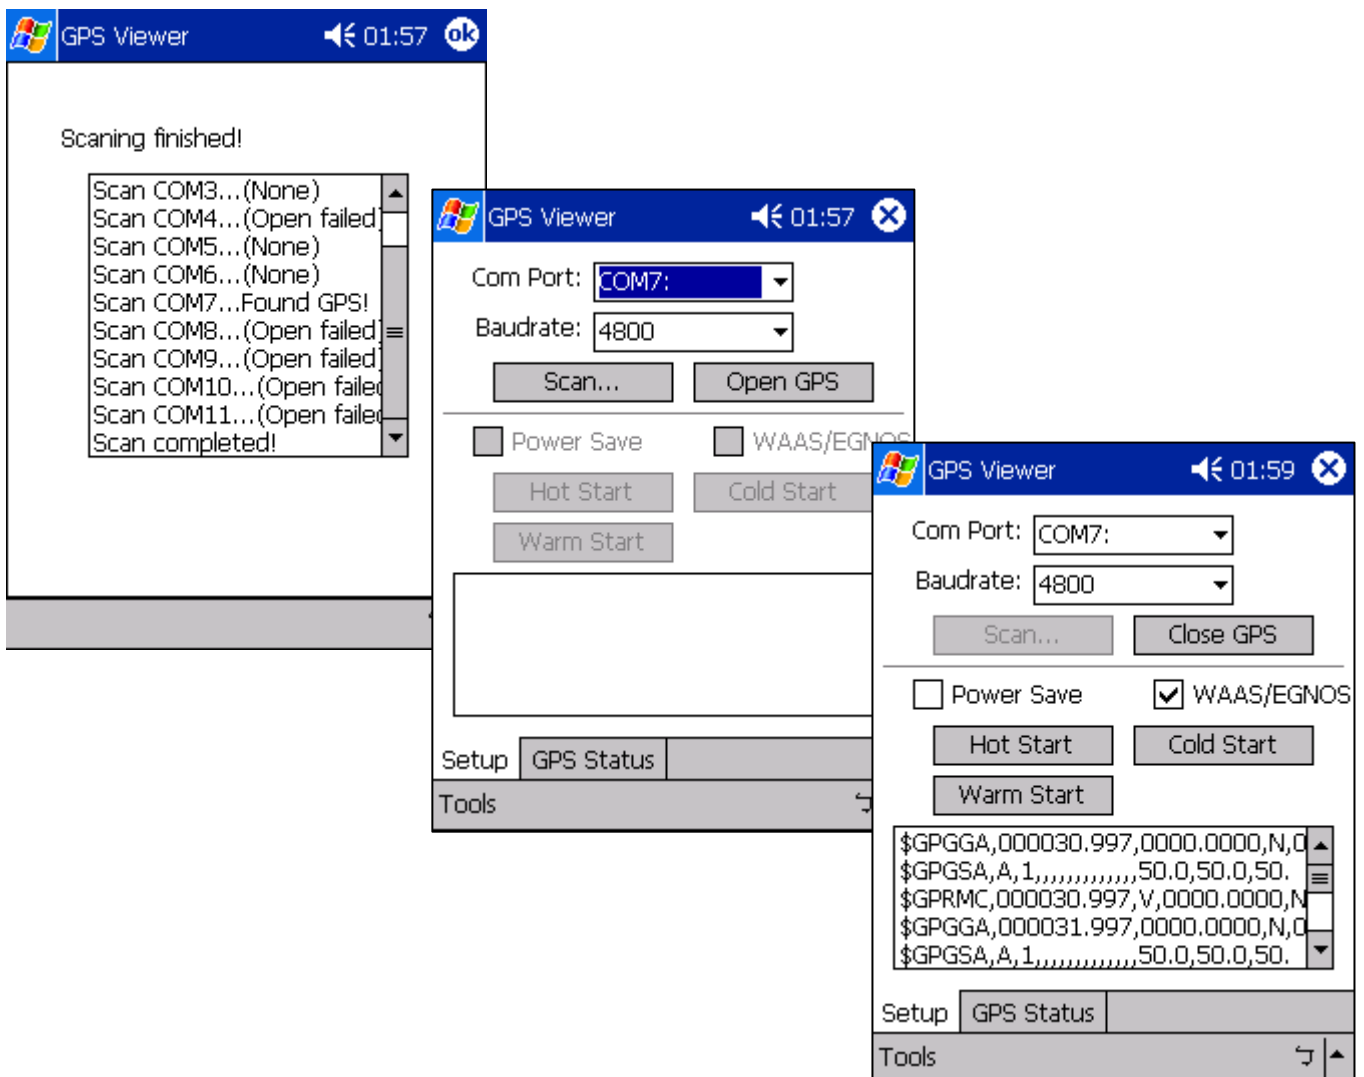 GPS Viewer 01:57 ok
Scaning finished!
Scan COM3...(None)
Scan COM4...(Open failed)
Scan COM5...(None)
Scan COM6...(None)
Scan COM7...Found GPS!
Scan COM8...(Open failed)
Scan COM9...(Open failed)
Scan COM10...(Open failed
Scan COM11...(Open failed
Scan completed!
GPS Viewer 01:57
Com Port: COM7:
Baudrate: 4800
Scan... Open GPS
Power Save WAAS/EGNOS
Hot Start Cold Start
Warm Start
Setup GPS Status
Tools
GPS Viewer 01:59
Com Port: COM7:
Baudrate: 4800
Scan... Close GPS
Power Save WAAS/EGNOS
Hot Start Cold Start
Warm Start
$GPGGA,000030.997,0000.0000,N,0
$GPGSA,A,1,,,,,,,,,,,,,50.0,50.0,50.
$GPRMC,000030.997,V,0000.0000,N
$GPGGA,000031.997,0000.0000,N,0
$GPGSA,A,1,,,,,,,,,,,,,50.0,50.0,50.
Setup GPS Status
Tools